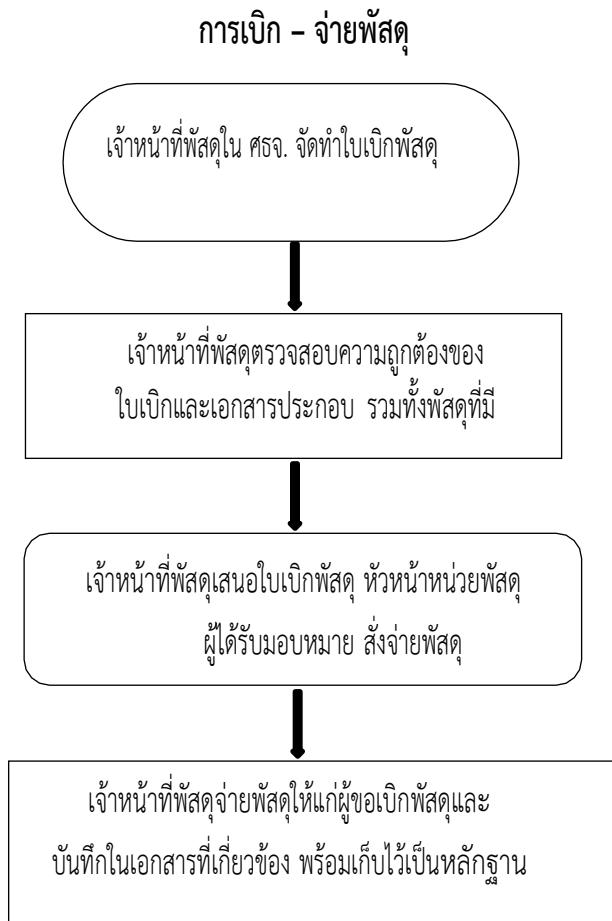 การเบิก – จ่ายพัสดุ
เจ้าหน้าที่พัสดุใน ศธจ. จัดทำใบเบิกพัสดุ
เจ้าหน้าที่พัสดุตรวจสอบความถูกต้องของ
ใบเบิกและเอกสารประกอบ รวมทั้งพัสดุที่มี
เจ้าหน้าที่พัสดุเสนอใบเบิกพัสดุ หัวหน้าหน่วยพัสดุ
ผู้ได้รับมอบหมาย สั่งจ่ายพัสดุ
เจ้าหน้าที่พัสดุจ่ายพัสดุให้แก่ผู้ขอเบิกพัสดุและ
บันทึกในเอกสารที่เกี่ยวข้อง พร้อมเก็บไว้เป็นหลักฐาน